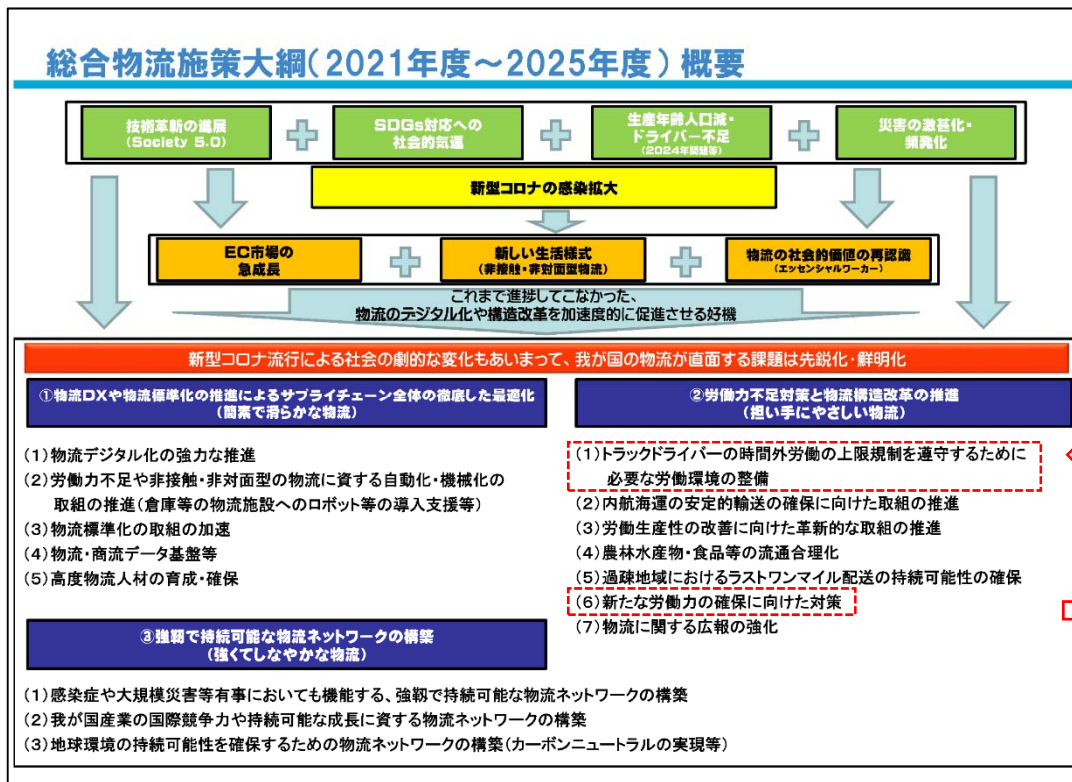 総合物流施策大綱(2021年度～2025年度) 概要
技術革新の進展
(Society 5.0)
SDGs対応への
社会的気運
生産年齢人口減・
ドライバー不足
(2024年問題等)
災害の激甚化・
頻発化
新型コロナの感染拡大
EC市場の
急成長
新しい生活様式
(非接触・非対面型物流)
物流の社会的価値の再認識
(エッセンシャルワーカー)
これまで進捗してこなかった、
物流のデジタル化や構造改革を加速度的に促進させる好機
新型コロナ流行による社会の劇的な変化もあいまって、我が国の物流が直面する課題は先鋭化・鮮明化
①物流DXや物流標準化の推進によるサプライチェーン全体の徹底した最適化
(簡素で滑らかな物流)
(1)物流デジタル化の強力な推進
(2)労働力不足や非接触・非対面型の物流に資する自動化・機械化の
取組の推進(倉庫等の物流施設へのロボット等の導入支援等)
(3)物流標準化の取組の加速
(4)物流・商流データ基盤等
(5)高度物流人材の育成・確保
②労働力不足対策と物流構造改革の推進
(担い手にやさしい物流)
(1)トラックドライバーの時間外労働の上限規制を遵守するために
必要な労働環境の整備
(2)内航海運の安定的輸送の確保に向けた取組の推進
(3)労働生産性の改善に向けた革新的な取組の推進
(4)農林水産物・食品等の流通合理化
(5)過疎地域におけるラストワンマイル配送の持続可能性の確保
(6)新たな労働力の確保に向けた対策
(7)物流に関する広報の強化
③強靭で持続可能な物流ネットワークの構築
(強くてしなやかな物流)
(1)感染症や大規模災害等有事においても機能する、強靭で持続可能な物流ネットワークの構築
(2)我が国産業の国際競争力や持続可能な成長に資する物流ネットワークの構築
(3)地球環境の持続可能性を確保するための物流ネットワークの構築(カーボンニュートラルの実現等)